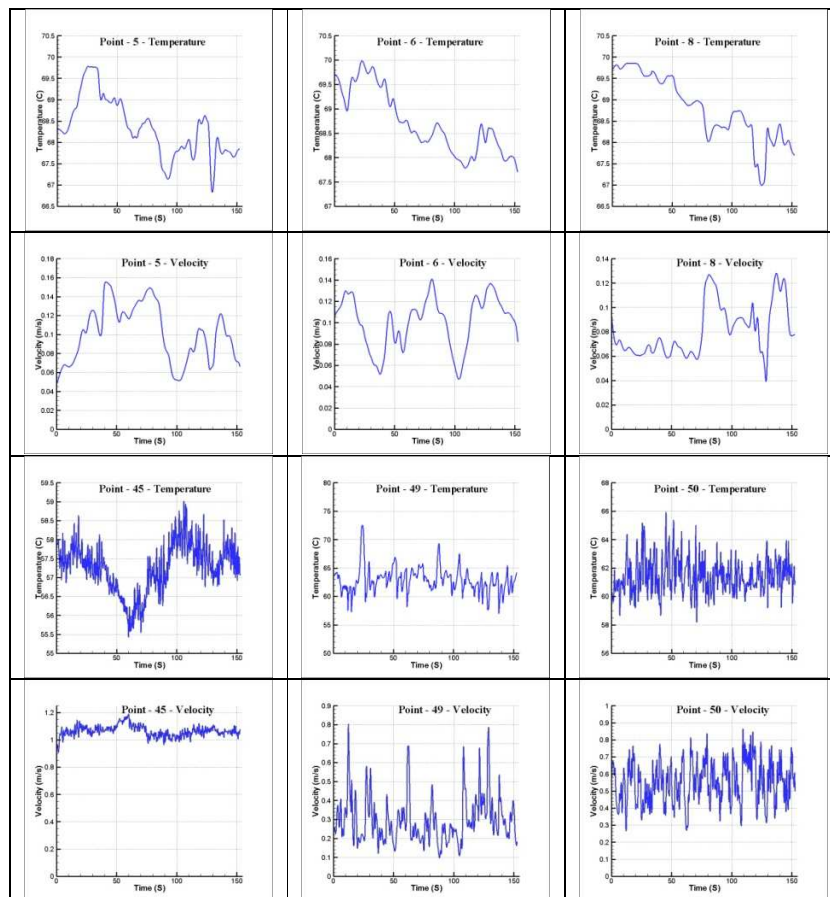 Point - 5 - Temperature
Temperature (C)
70.5
70
69.5
69
68.5
68
67.5
67
66.5
50 100 150
Time (S)
Point - 6 - Temperature
Temperature (C)
70.5
70
69.5
69
68.5
68
67.5
67
50 100 150
Time (S)
Point - 8 - Temperature
Temperature (C)
70.5
70
69.5
69
68.5
68
67.5
67
66.5
50 100 150
Time (S)
Point - 5 - Velocity
Velocity (m/s)
0.18
0.16
0.14
0.12
0.1
0.08
0.06
0.04
0.02
0
0 50 100 150
Time (S)
Point - 6 - Velocity
Velocity (m/s)
0.16
0.14
0.12
0.1
0.08
0.06
0.04
0.02
0
0 50 100 150
Time (S)
Point - 8 - Velocity
Velocity (m/s)
0.14
0.12
0.1
0.08
0.06
0.04
0.02
0
0 50 100 150
Time (S)
Point - 45 - Temperature
Temperature (C)
59.5
59
58.5
58
57.5
57
56.5
56
55.5
55
50 100 150
Time (S)
Point - 49 - Temperature
Temperature (C)
80
75
70
65
60
55
50
50 100 150
Time (S)
Point - 50 - Temperature
Temperature (C)
68
66
64
62
60
58
56
50 100 150
Time (S)
Point - 45 - Velocity
Velocity (m/s)
1.2
1
0.8
0.6
0.4
0.2
0
0 50 100 150
Time (S)
Point - 49 - Velocity
Velocity (m/s)
0.9
0.8
0.7
0.6
0.5
0.4
0.3
0.2
0.1
0
0 50 100 150
Time (S)
Point - 50 - Velocity
Velocity (m/s)
1
0.9
0.8
0.7
0.6
0.5
0.4
0.3
0.2
0.1
0
0 50 100 150
Time (S)